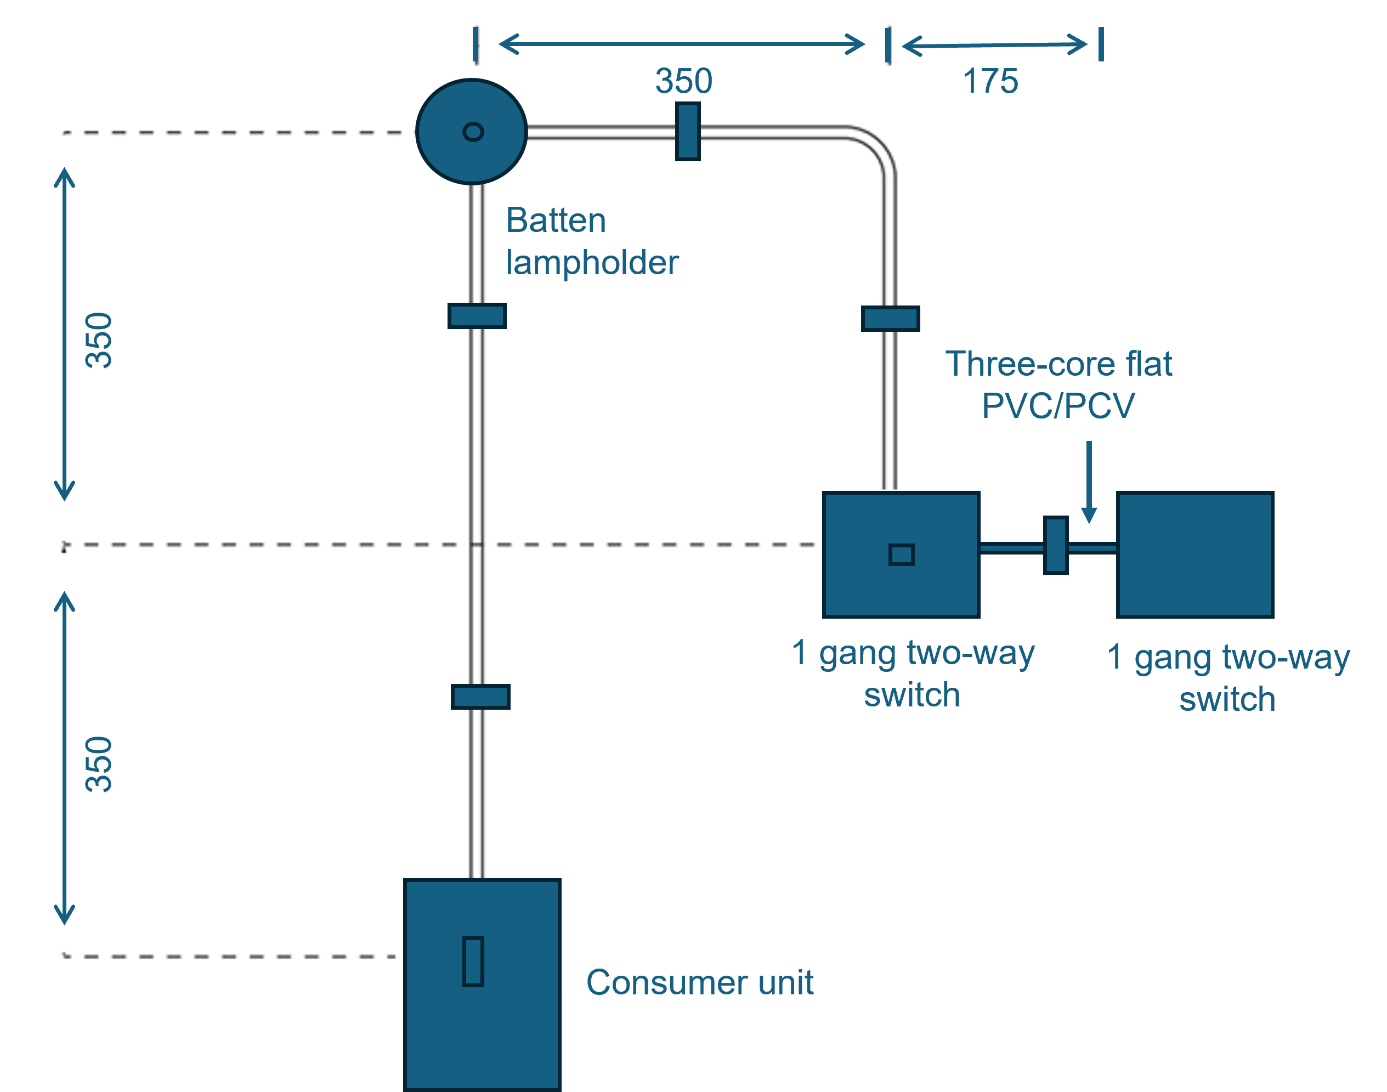 350
175
Batten
lampholder
350
Three-core flat
PVC/PCV
1 gang two-way
switch
1 gang two-way
switch
350
Consumer unit